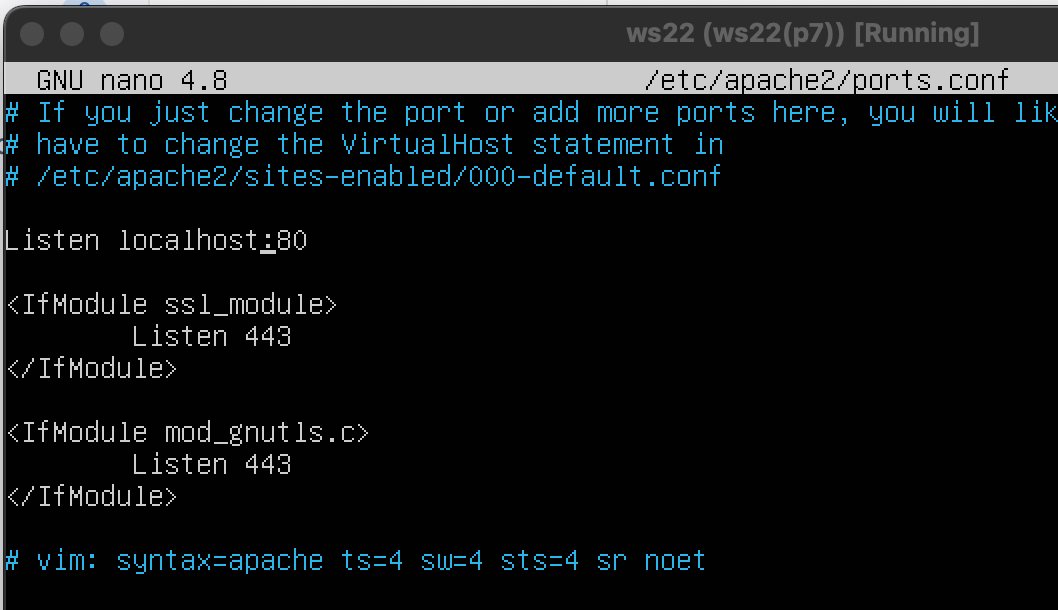 ws22 (ws22(p7)) [Running]
GNU nano 4.8 /etc/apache2/ports.conf
# If you just change the port or add more ports here, you will lik
# have to change the VirtualHost statement in
# /etc/apache2/sites-enabled/000-default.conf
Listen localhost:80
<IfModule ssl_module>
Listen 443
</IfModule>
<IfModule mod_gnutls.c>
Listen 443
</IfModule>
# vim: syntax=apache ts=4 sw=4 sts=4 sr noet